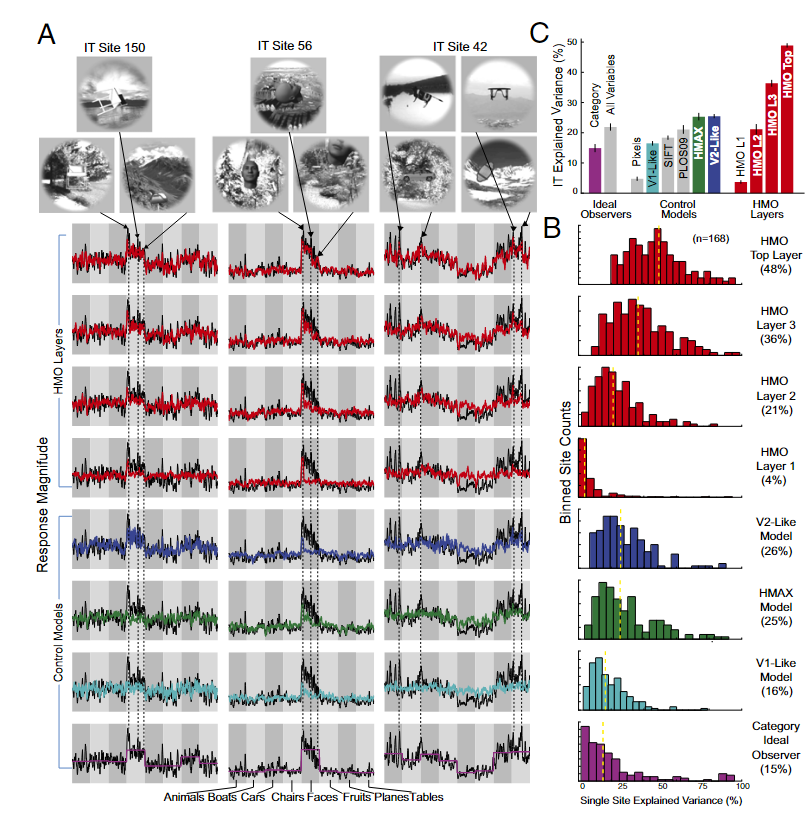 A
IT Site 150
IT Site 56
IT Site 42
HMO Layers
Response Magnitude
Control Models
Animals Boats Cars Chairs Faces Fruits Planes Tables
C
IT Explained Variance (%)
50
40
30
20
10
0
Category
All Variables
Pixels
V1-Like
SIFT
PLOS09
HMAX
V2-Like
HMO L1
HMO L2
HMO L3
HMO Top
Ideal
Observers
Control
Models
HMO
Layers
B
(n=168)
Binned Site Counts
HMO
Top Layer
(48%)
HMO
Layer 3
(36%)
HMO
Layer 2
(21%)
HMO
Layer 1
(4%)
V2-Like
Model
(26%)
HMAX
Model
(25%)
V1-Like
Model
(16%)
Category
Ideal
Observer
(15%)
0 25 50 75 100
Single Site Explained Variance (%)